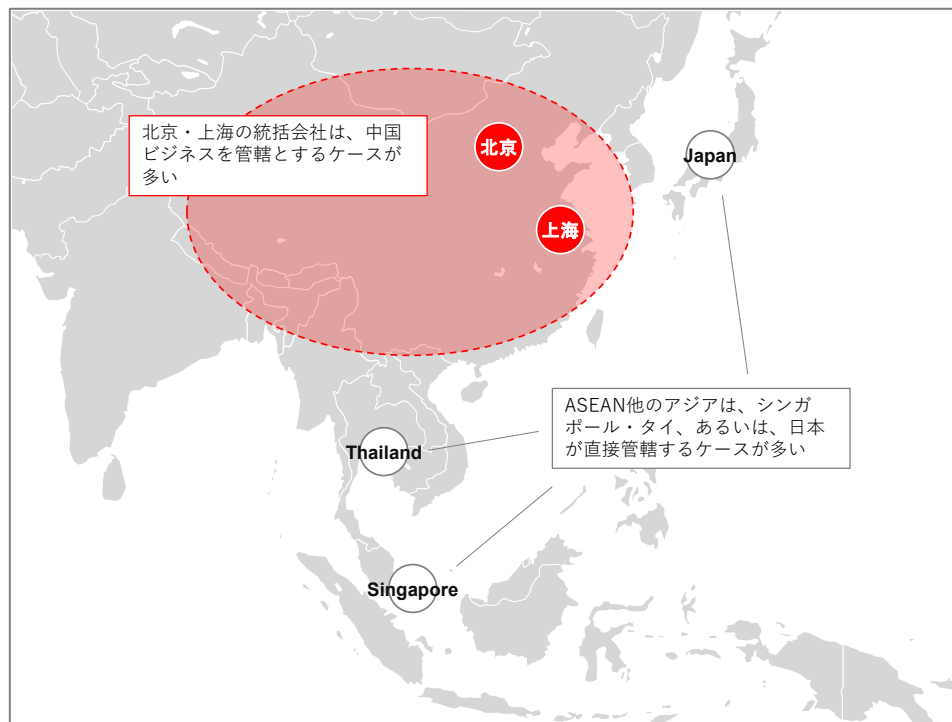 北京・上海の統括会社は、中国
ビジネスを管轄とするケースが
多い
北京
Japan
上海
ASEAN他のアジアは、シンガ
ポール・タイ、あるいは、日本
が直接管轄するケースが多い
Thailand
Singapore